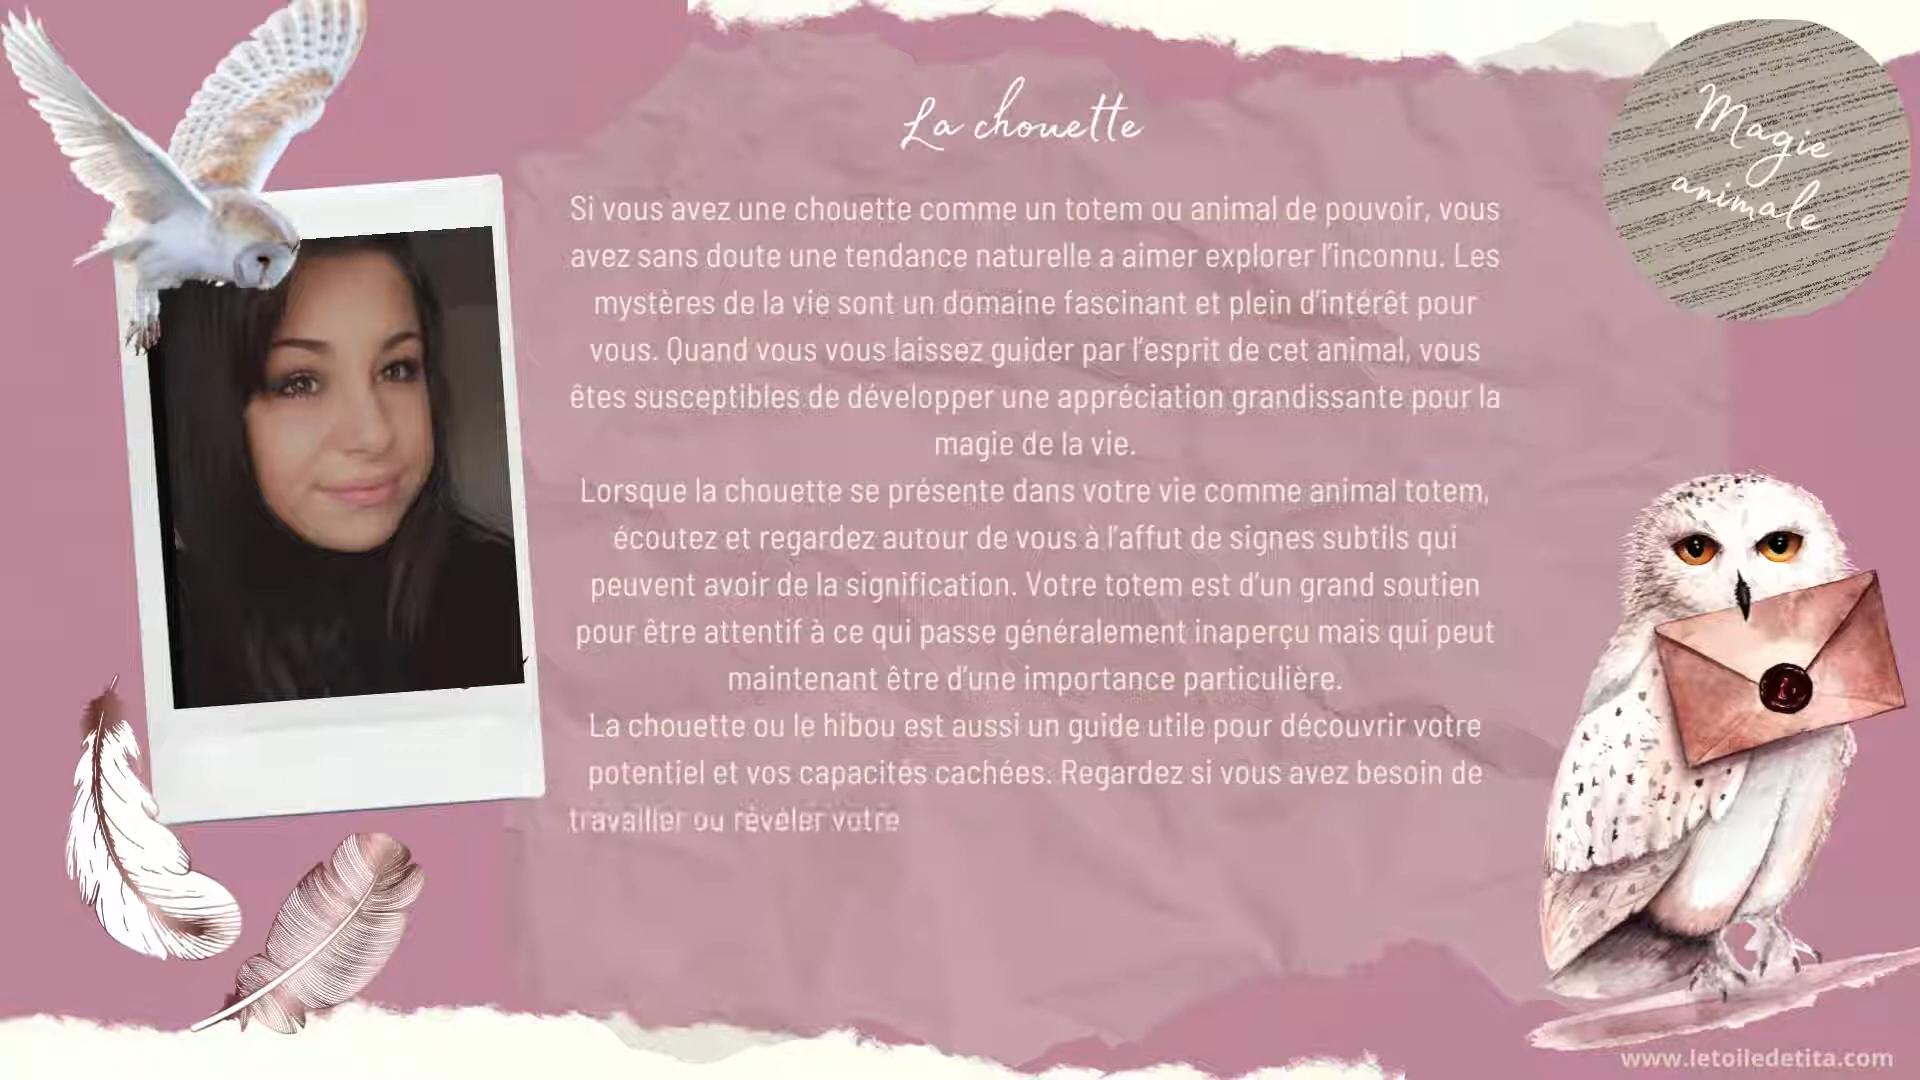 La chouette
Magie
animale
Si vous avez une chouette comme un totem ou animal de pouvoir, vous
avez sans doute une tendance naturelle a aimer explorer l'inconnu. Les
mystères de la vie sont un domaine fascinant et plein d'intérêt pour
vous. Quand vous vous laissez guider par l'esprit de cet animal, vous
êtes susceptibles de développer une appréciation grandissante pour la
magie de la vie.
Lorsque la chouette se présente dans votre vie comme animal totem,
écoutez et regardez autour de vous à l'affut de signes subtils qui
peuvent avoir de la signification. Votre totem est d'un grand soutien
pour être attentif à ce qui passe généralement inaperçu mais qui peut
maintenant être d'une importance particulière.
La chouette ou le hibou est aussi un guide utile pour découvrir votre
potentiel et vos capacités cachées. Regardez si vous avez besoin de
travailler ou révéler votre
www.letoiledetita.com